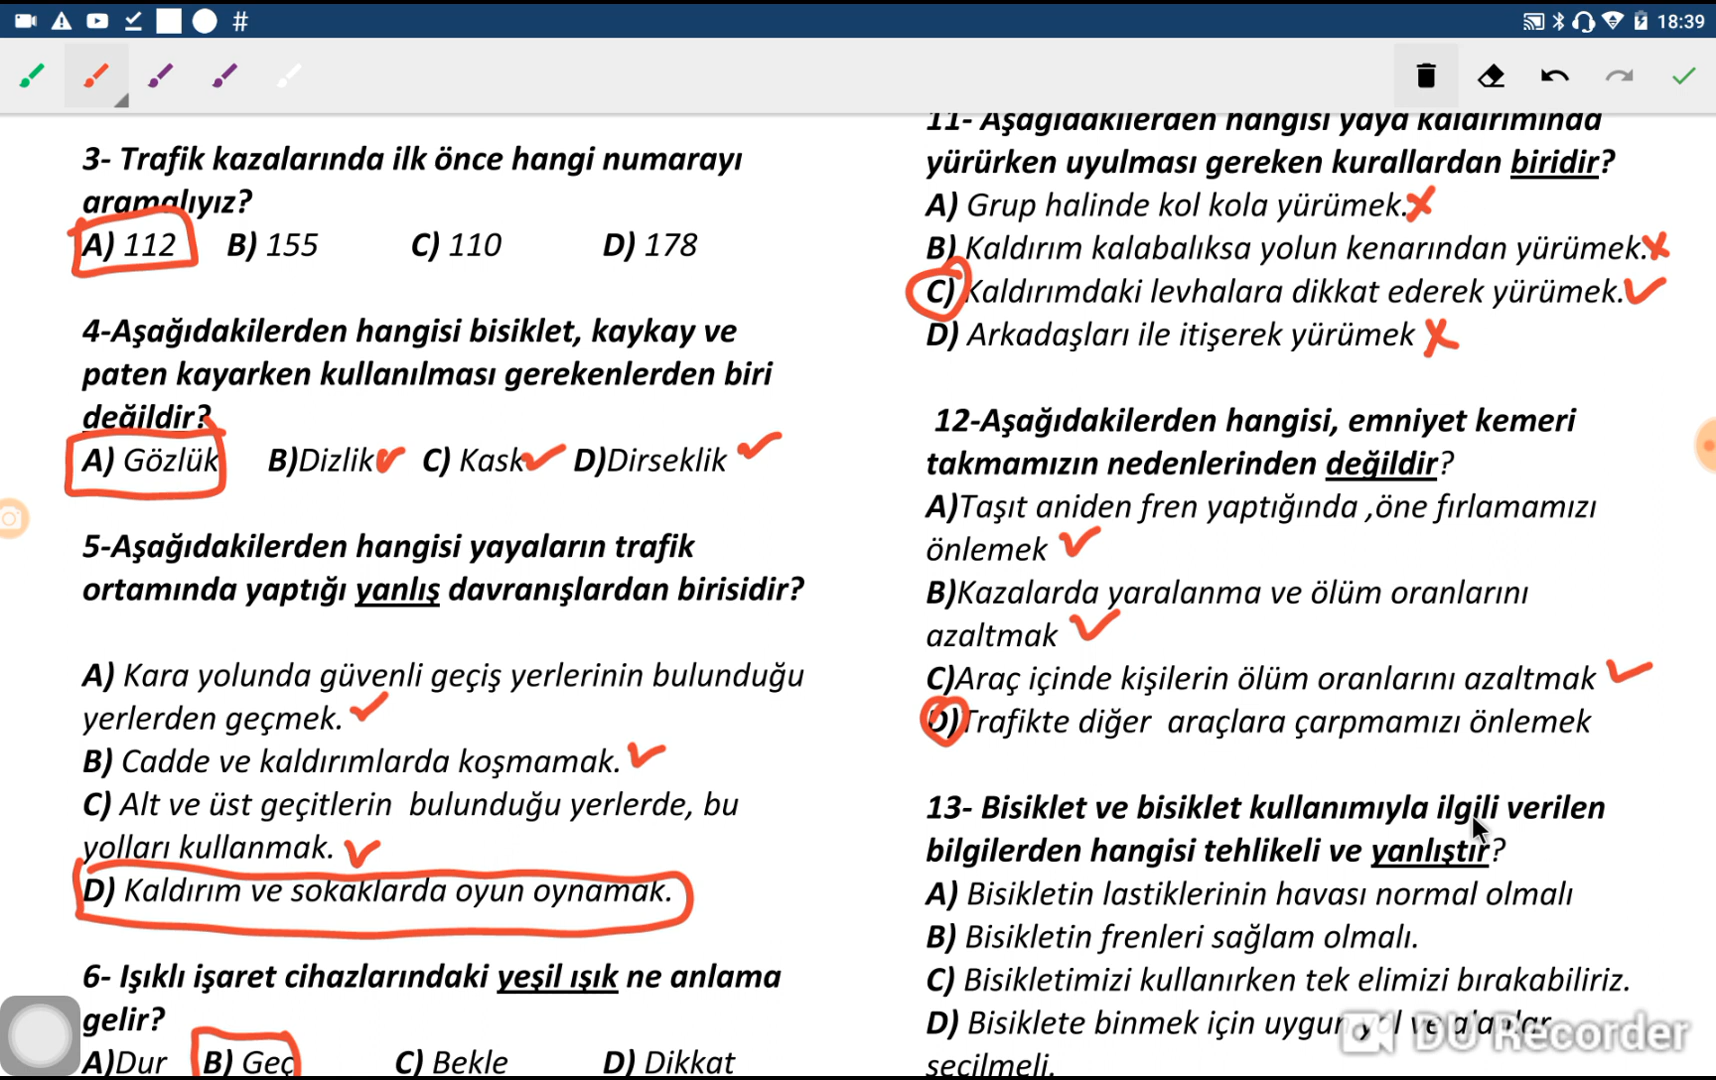 18:39
3- Trafik kazalarında ilk önce hangi numarayı
aramalıyız?
A) 112 B) 155 C) 110 D) 178
4-Aşağıdakilerden hangisi bisiklet, kaykay ve
paten kayarken kullanılması gerekenlerden biri
değildir?
A) Gözlük B)Dizlik C) Kask D)Dirseklik
5-Aşağıdakilerden hangisi yayaların trafik
ortamında yaptığı yanlış davranışlardan birisidir?
A) Kara yolunda güvenli geçiş yerlerinin bulunduğu
yerlerden geçmek.
B) Cadde ve kaldırımlarda koşmamak.
C) Alt ve üst geçitlerin bulunduğu yerlerde, bu
yolları kullanmak.
D) Kaldırım ve sokaklarda oyun oynamak.
6- Işıklı işaret cihazlarındaki yeşil ışık ne anlama
gelir?
A)Dur B) Geç C) Bekle D) Dikkat
11- Aşağıdakilerden hangisi yaya kaldırımında
yürürken uyulması gereken kurallardan biridir?
A) Grup halinde kol kola yürümek.
B) Kaldırım kalabalıksa yolun kenarından yürümek.
C) Kaldırımdaki levhalara dikkat ederek yürümek.
D) Arkadaşları ile itişerek yürümek
12-Aşağıdakilerden hangisi, emniyet kemeri
takmamızın nedenlerinden değildir?
A)Taşıt aniden fren yaptığında ,öne fırlamamızı
önlemek
B)Kazalarda yaralanma ve ölüm oranlarını
azaltmak
C)Araç içinde kişilerin ölüm oranlarını azaltmak
D)Trafikte diğer araçlara çarpmamızı önlemek
13- Bisiklet ve bisiklet kullanımıyla ilgili verilen
bilgilerden hangisi tehlikeli ve yanlıştır?
A) Bisikletin lastiklerinin havası normal olmalı
B) Bisikletin frenleri sağlam olmalı.
C) Bisikletimizi kullanırken tek elimizi bırakabiliriz.
D) Bisiklete binmek için uygun yol ve alanlar
seçilmeli.
DU Recorder